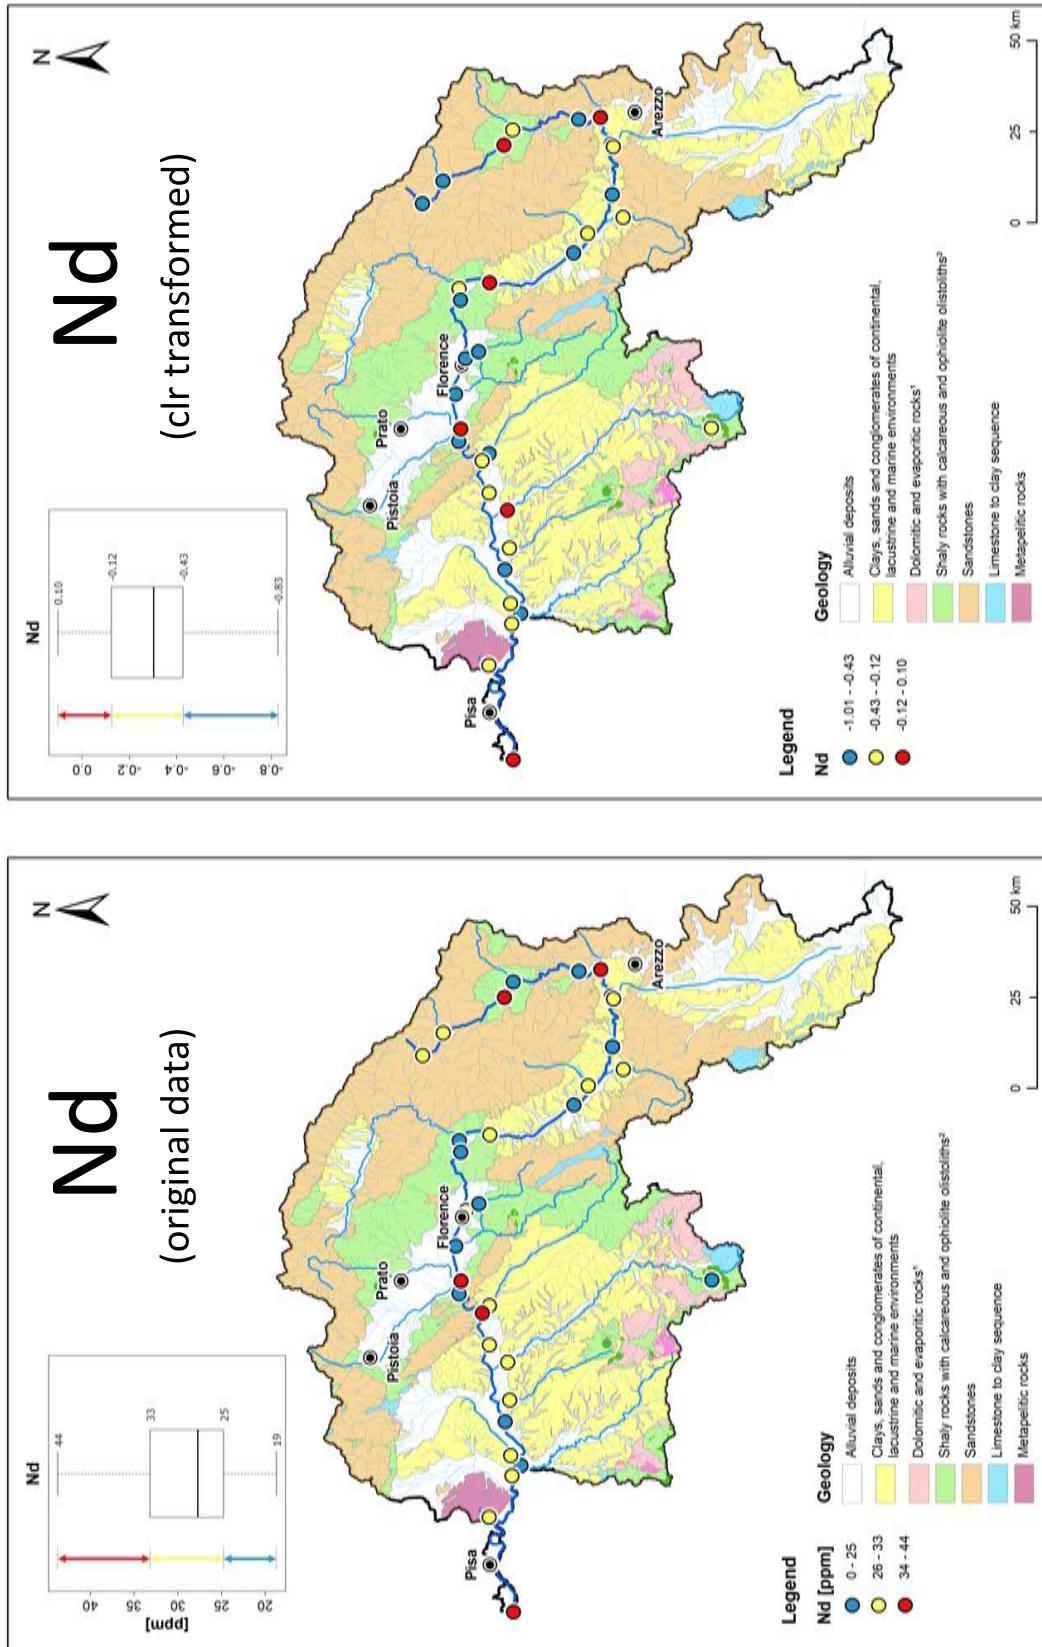 Nd
(original data)
N
Nd
44
33
25
19
40
35
30
25
20
[ppm]
Pistoia
Prato
Florence
Pisa
Arezzo
Legend
Nd [ppm]
0 - 25
26 - 33
34 - 44
Geology
Alluvial deposits
Clays, sands and conglomerates of continental,
lacustrine and marine environments
Dolomitic and evaporitic rocks¹
Shaly rocks with calcareous and ophiolite olistoliths²
Sandstones
Limestone to clay sequence
Metapelitic rocks
0
25
50 km
Nd
(clr transformed)
N
Nd
0.10
-0.12
-0.43
-0.83
0.0
-0.2
-0.4
-0.6
-0.8
Pistoia
Prato
Florence
Pisa
Arezzo
Legend
Nd
-1.01 - -0.43
-0.43 - -0.12
-0.12 - 0.10
Geology
Alluvial deposits
Clays, sands and conglomerates of continental,
lacustrine and marine environments
Dolomitic and evaporitic rocks¹
Shaly rocks with calcareous and ophiolite olistoliths²
Sandstones
Limestone to clay sequence
Metapelitic rocks
0
25
50 km